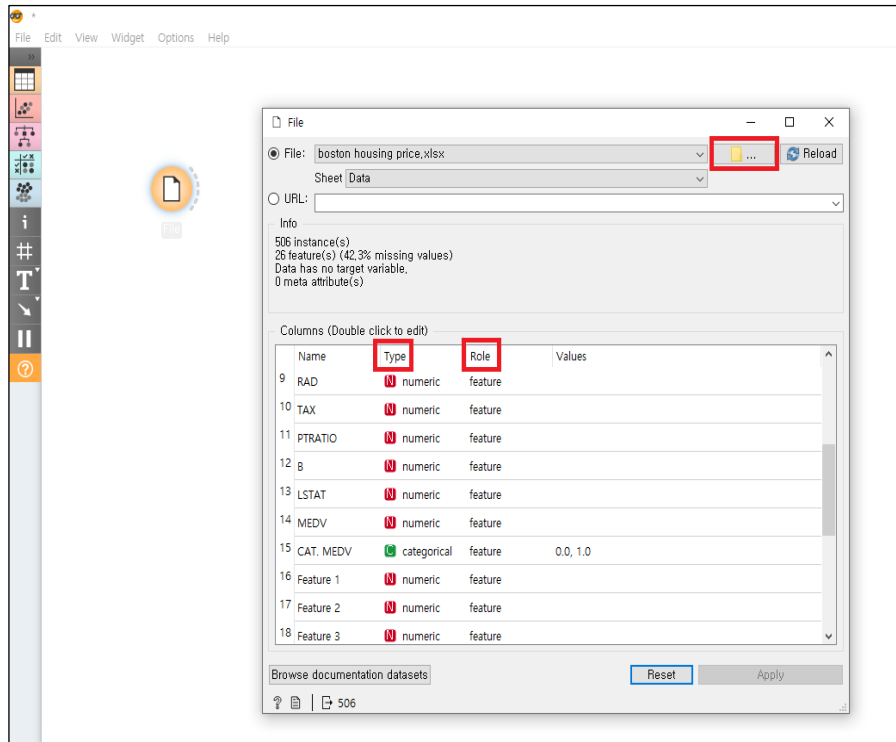 File Edit View Widget Options Help
File
File
File: boston housing price,xlsx ... Reload
Sheet Data
URL:
Info
506 instance(s)
26 feature(s) (42,3% missing values)
Data has no target variable,
0 meta attribute(s)
Columns (Double click to edit)
Name Type Role Values
9 RAD N numeric feature
10 TAX N numeric feature
11 PTRATIO N numeric feature
12 B N numeric feature
13 LSTAT N numeric feature
14 MEDV N numeric feature
15 CAT. MEDV C categorical feature 0.0, 1.0
16 Feature 1 N numeric feature
17 Feature 2 N numeric feature
18 Feature 3 N numeric feature
Browse documentation datasets Reset Apply
? 506